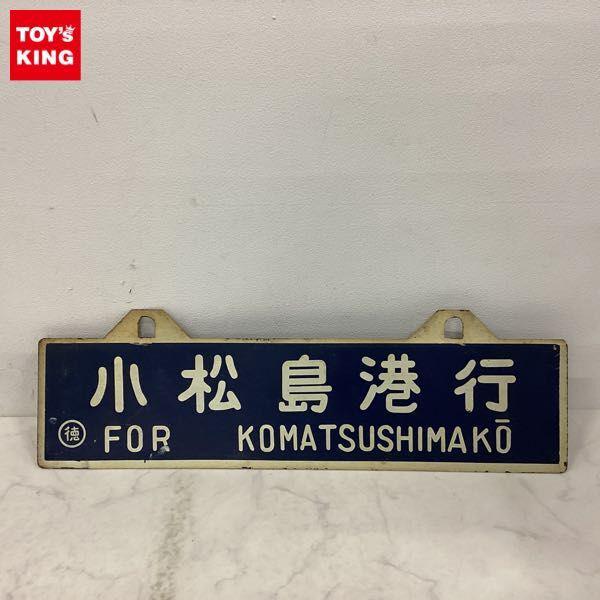 TOY's
KING
小松島港行
徳 FOR KOMATSUSHIMAKŌ